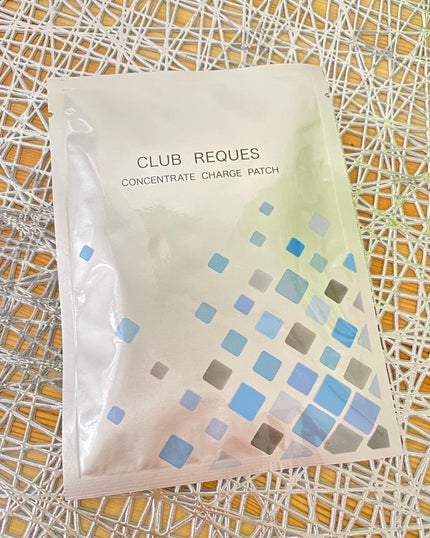 CLUB REQUES
CONCENTRATE CHARGE PATCH